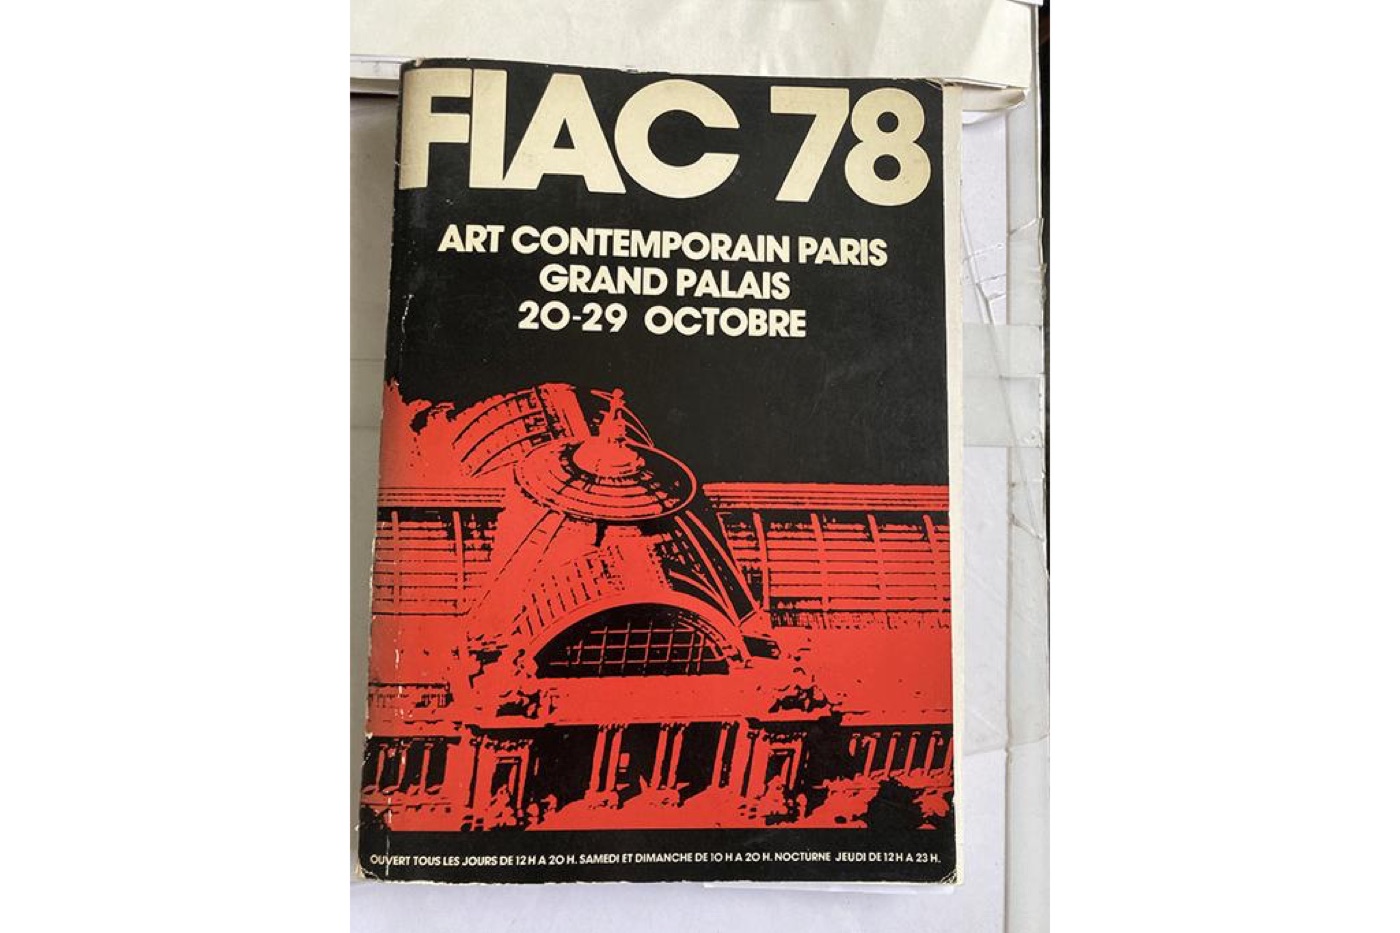 FIAC 78
ART CONTEMPORAIN PARIS
GRAND PALAIS
20-29 OCTOBRE
OUVERT TOUS LES JOURS DE 12 H A 20 H. SAMEDI ET DIMANCHE DE 10 H A 20 H. NOCTURNE JEUDI DE 12 H A 23 H.